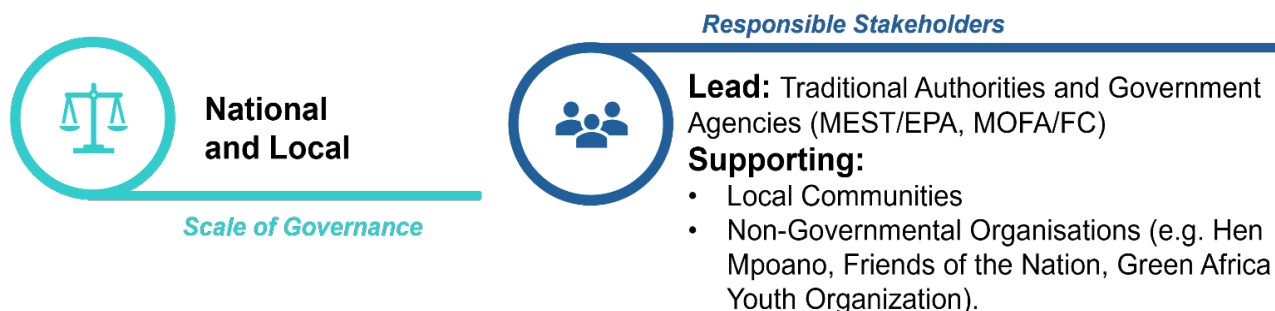 National
and Local
Scale of Governance
Responsible Stakeholders
Lead: Traditional Authorities and Government
Agencies (MEST/EPA, MOFA/FC)
Supporting:
• Local Communities
• Non-Governmental Organisations (e.g. Hen
Mpoano, Friends of the Nation, Green Africa
Youth Organization).